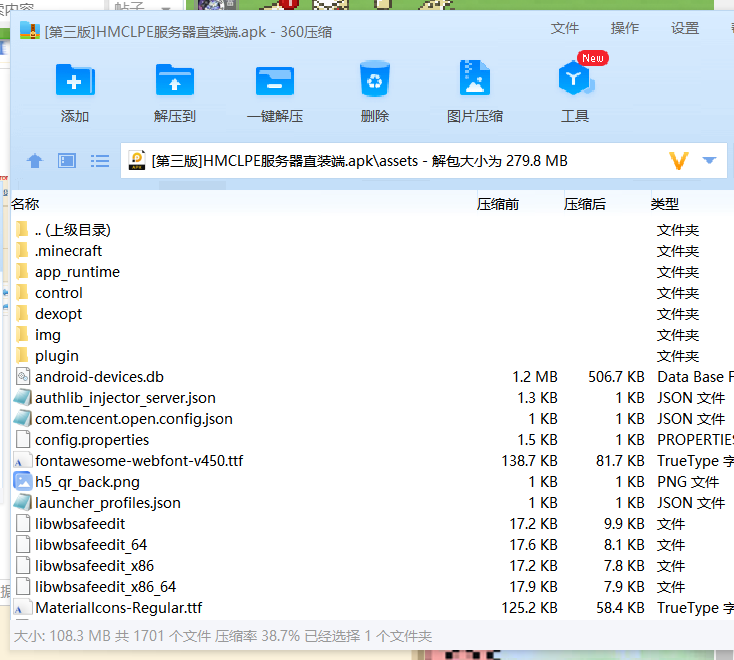 [第三版]HMCLPE服务器直装端.apk - 360压缩
文件 操作 设置
New
添加 解压到 一键解压 删除 图片压缩 工具
[第三版]HMCLPE服务器直装端.apk\assets - 解包大小为 279.8 MB
名称 压缩前 压缩后 类型
.. (上级目录) 文件夹
.minecraft 文件夹
app_runtime 文件夹
control 文件夹
dexopt 文件夹
img 文件夹
plugin 文件夹
android-devices.db 1.2 MB 506.7 KB Data Base F
authlib_injector_server.json 1.3 KB 1 KB JSON 文件
com.tencent.open.config.json 1 KB 1 KB JSON 文件
config.properties 1.5 KB 1 KB PROPERTIE
fontawesome-webfont-v450.ttf 138.7 KB 81.7 KB TrueType 字
h5_qr_back.png 1 KB 1 KB PNG 文件
launcher_profiles.json 1 KB 1 KB JSON 文件
libwbsafeedit 17.2 KB 9.9 KB 文件
libwbsafeedit_64 17.6 KB 8.1 KB 文件
libwbsafeedit_x86 17.2 KB 7.8 KB 文件
libwbsafeedit_x86_64 17.9 KB 7.9 KB 文件
MaterialIcons-Regular.ttf 125.2 KB 58.4 KB TrueType 字
大小: 108.3 MB 共 1701 个文件 压缩率 38.7% 已经选择 1 个文件夹